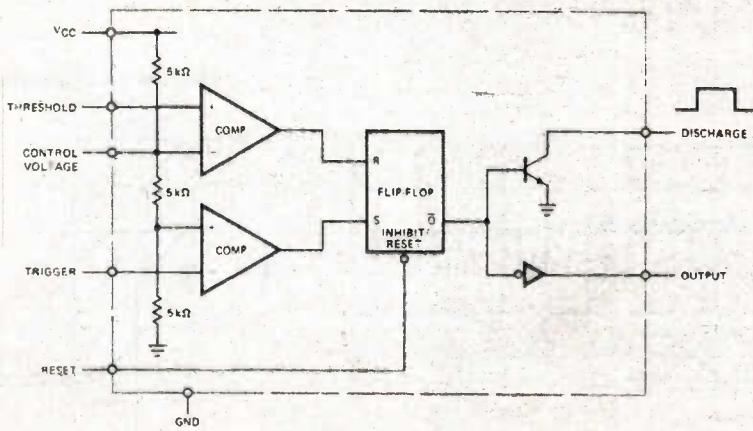 VCC
5kΩ
THRESHOLD
COMP
CONTROL
VOLTAGE
R
FLIP-FLOP
DISCHARGE
5kΩ
S
Q̅
INHIBIT/
RESET
COMP
TRIGGER
OUTPUT
5kΩ
RESET
GND
+
−
+
−